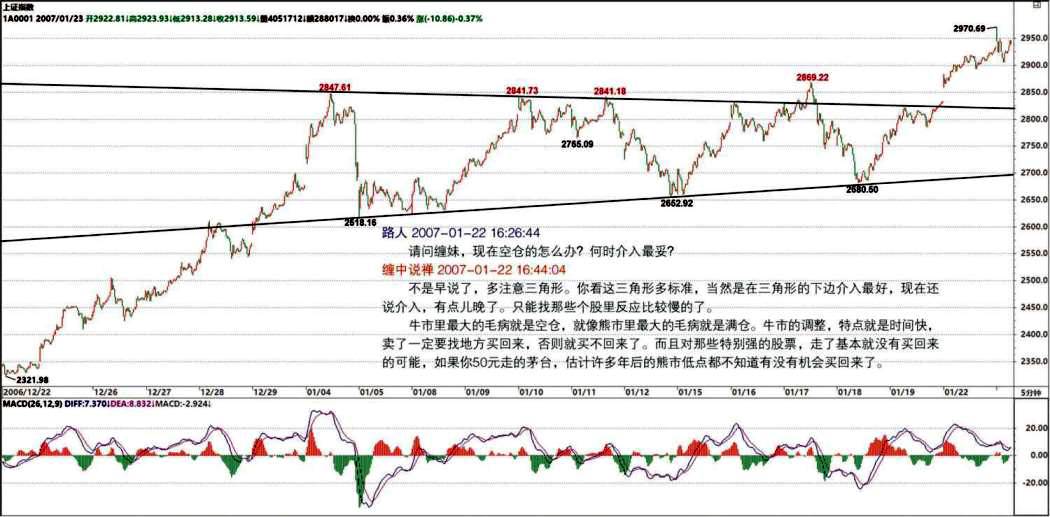 上证指数
1A0001 2007/01/23 开2922.81↓高2923.93↓低2913.28↓收2913.59↓量4051712↓额288017↓换0.00% 振0.36% 涨(-10.86)-0.37%
2970.69
2950.0
2900.0
2869.22
2847.61
2841.73
2841.18
2850.0
2800.0
2765.09
2750.0
2700.0
2680.50
2652.92
2650.0
2618.16
2600.0
路人 2007-01-22 16:26:44
请问缠妹，现在空仓的怎么办？何时介入最妥？
缠中说禅 2007-01-22 16:44:04
不是早说了，多注意三角形。你看这三角形多标准，当然是在三角形的下边介入最好，现在还
说介入，有点儿晚了。只能找那些个股里反应比较慢的了。
牛市里最大的毛病就是空仓，就像熊市里最大的毛病就是满仓。牛市的调整，特点就是时间快，
卖了一定要找地方买回来，否则就买不回来了。而且对那些特别强的股票，走了基本就没有买回来
的可能，如果你50元走的茅台，估计许多年后的熊市低点都不知道有没有机会买回来了。
2550.0
2500.0
2450.0
2400.0
2350.0
2321.98
2006/12/22 12/26 12/27 12/28 12/29 01/04 01/05 01/08 01/09 01/10 01/11 01/12 01/15 01/16 01/17 01/18 01/19 01/22 5分钟
MACD(26,12,9) DIFF:7.370↓DEA:8.832↓MACD:-2.924↓
20.00
0.00
-20.00